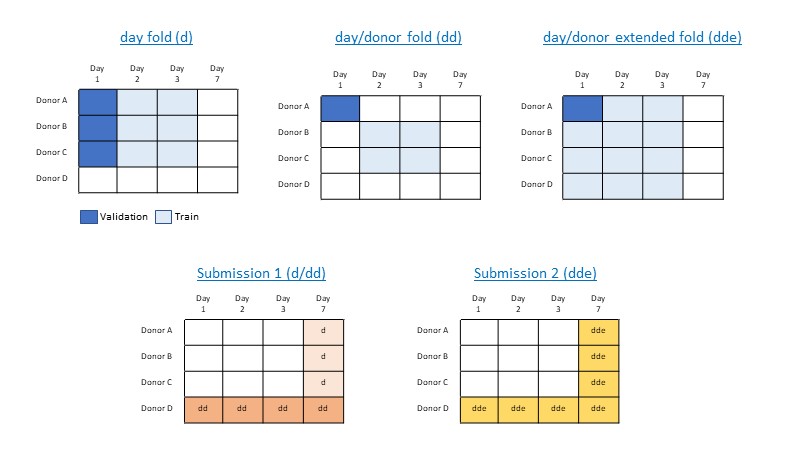 day fold (d)
day/donor fold (dd)
day/donor extended fold (dde)
Day 1 Day 2 Day 3 Day 7
Donor A
Donor B
Donor C
Donor D
Validation Train
Day 1 Day 2 Day 3 Day 7
Donor A
Donor B
Donor C
Donor D
Day 1 Day 2 Day 3 Day 7
Donor A
Donor B
Donor C
Donor D
Submission 1 (d/dd)
Day 1 Day 2 Day 3 Day 7
Donor A d
Donor B d
Donor C d
Donor D dd dd dd dd
Submission 2 (dde)
Day 1 Day 2 Day 3 Day 7
Donor A dde
Donor B dde
Donor C dde
Donor D dde dde dde dde